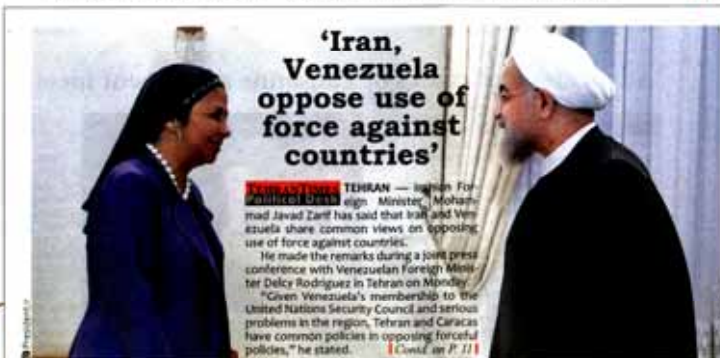 ‘Iran,
Venezuela
oppose use of
force against
countries’
TEHRANTIMES TEHRAN — Iranian For-
Political Desk eign Minister Moham-
mad Javad Zarif has said that Iran and Ven-
ezuela share common views on opposing
use of force against countries.
He made the remarks during a joint press
conference with Venezuelan Foreign Minis-
ter Delcy Rodriguez in Tehran on Monday.
“Given Venezuela's membership to the
United Nations Security Council and serious
problems in the region, Tehran and Caracas
have common policies in opposing forceful
policies,” he stated. Contd. on P. 11